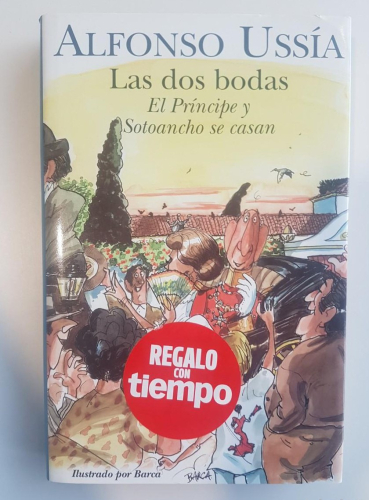 ALFONSO USSÍA
Las dos bodas
El Príncipe y
Sotoancho se casan
REGALO
CON
tiempo
Ilustrado por Barca
BARCA